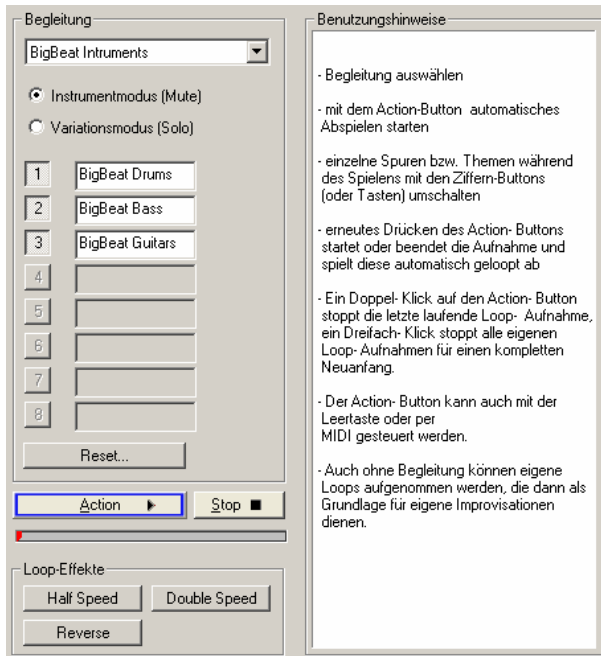 Begleitung
BigBeat Intruments
Instrumentmodus (Mute)
Variationsmodus (Solo)
1 BigBeat Drums
2 BigBeat Bass
3 BigBeat Guitars
4
5
6
7
8
Reset...
Action
Stop
Loop-Effekte
Half Speed
Double Speed
Reverse
Benutzungshinweise
- Begleitung auswählen
- mit dem Action-Button automatisches
Abspielen starten
- einzelne Spuren bzw. Themen während
des Spielens mit den Ziffern-Buttons
(oder Tasten) umschalten
- erneutes Drücken des Action- Buttons
startet oder beendet die Aufnahme und
spielt diese automatisch geloopt ab
- Ein Doppel- Klick auf den Action- Button
stoppt die letzte laufende Loop- Aufnahme,
ein Dreifach- Klick stoppt alle eigenen
Loop- Aufnahmen für einen kompletten
Neuanfang.
- Der Action- Button kann auch mit der
Leertaste oder per
MIDI gesteuert werden.
- Auch ohne Begleitung können eigene
Loops aufgenommen werden, die dann als
Grundlage für eigene Improvisationen
dienen.